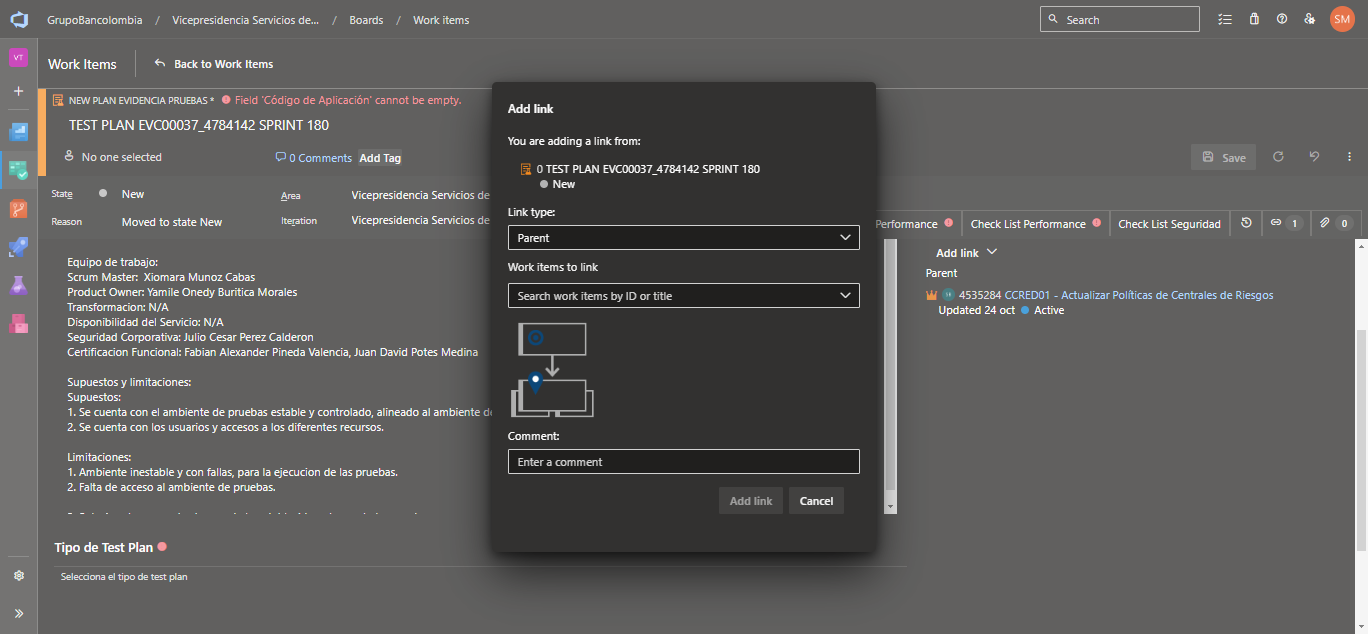 GrupoBancolombia / Vicepresidencia Servicios de... / Boards / Work items
Search
SM
VT
Work Items
Back to Work Items
NEW PLAN EVIDENCIA PRUEBAS * Field 'Código de Aplicación' cannot be empty.
TEST PLAN EVC00037_4784142 SPRINT 180
No one selected
0 Comments
Add Tag
Save
State
New
Area
Vicepresidencia Servicios de
Reason
Moved to state New
Iteration
Vicepresidencia Servicios de
Performance
Check List Performance
Check List Seguridad
1
0
Equipo de trabajo:
Scrum Master: Xiomara Munoz Cabas
Product Owner: Yamile Onedy Buritica Morales
Transformacion: N/A
Disponibilidad del Servicio: N/A
Seguridad Corporativa: Julio Cesar Perez Calderon
Certificacion Funcional: Fabian Alexander Pineda Valencia, Juan David Potes Medina
Supuestos y limitaciones:
Supuestos:
1. Se cuenta con el ambiente de pruebas estable y controlado, alineado al ambiente de
2. Se cuenta con los usuarios y accesos a los diferentes recursos.
Limitaciones:
1. Ambiente inestable y con fallas, para la ejecucion de las pruebas.
2. Falta de acceso al ambiente de pruebas.
Tipo de Test Plan
Selecciona el tipo de test plan
Add link
You are adding a link from:
0 TEST PLAN EVC00037_4784142 SPRINT 180
New
Link type:
Parent
Work items to link
Search work items by ID or title
Comment:
Enter a comment
Add link
Cancel
Add link
Parent
4535284 CCRED01 - Actualizar Políticas de Centrales de Riesgos
Updated 24 oct Active